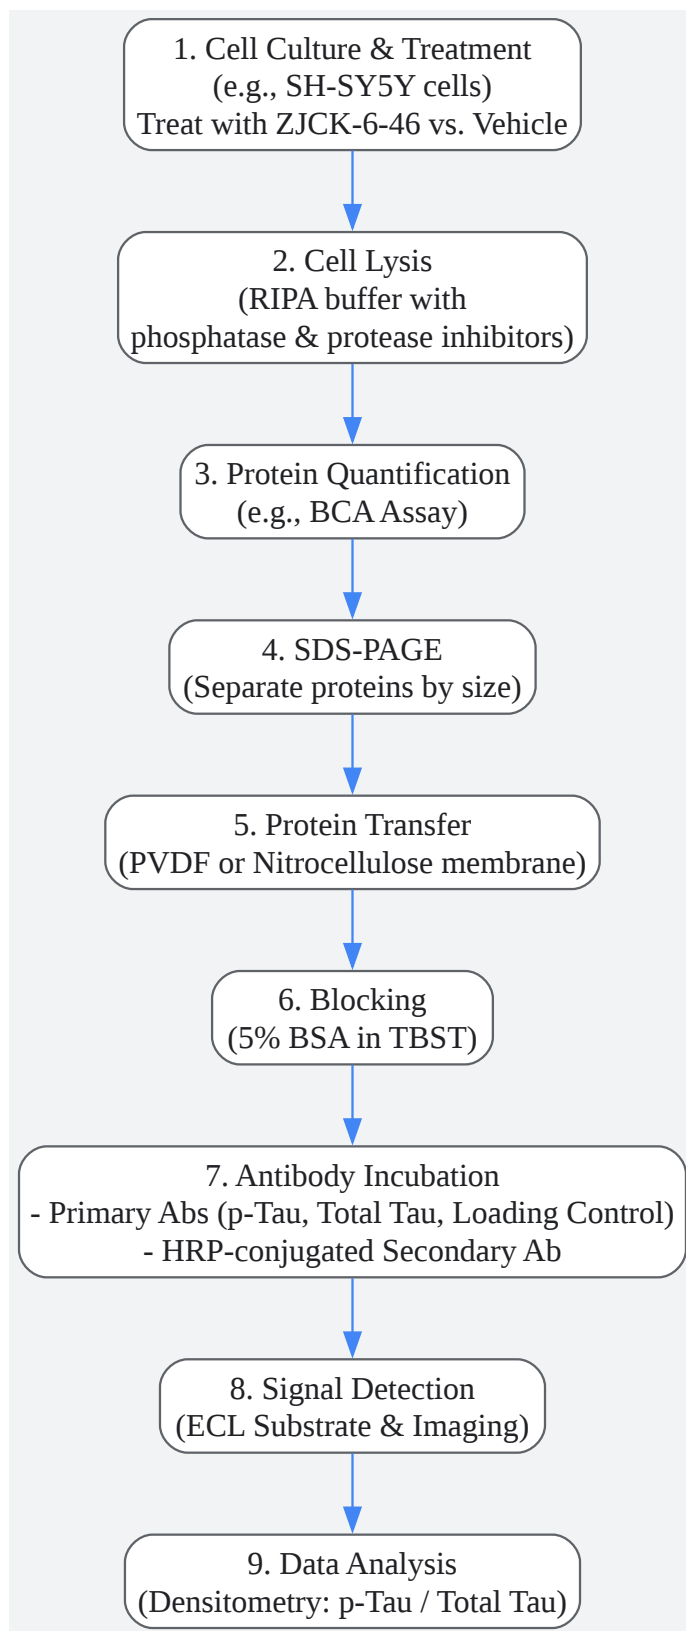 1. Cell Culture & Treatment
(e.g., SH-SY5Y cells)
Treat with ZJCK-6-46 vs. Vehicle
2. Cell Lysis
(RIPA buffer with
phosphatase & protease inhibitors)
3. Protein Quantification
(e.g., BCA Assay)
4. SDS-PAGE
(Separate proteins by size)
5. Protein Transfer
(PVDF or Nitrocellulose membrane)
6. Blocking
(5% BSA in TBST)
7. Antibody Incubation
- Primary Abs (p-Tau, Total Tau, Loading Control)
- HRP-conjugated Secondary Ab
8. Signal Detection
(ECL Substrate & Imaging)
9. Data Analysis
(Densitometry: p-Tau / Total Tau)